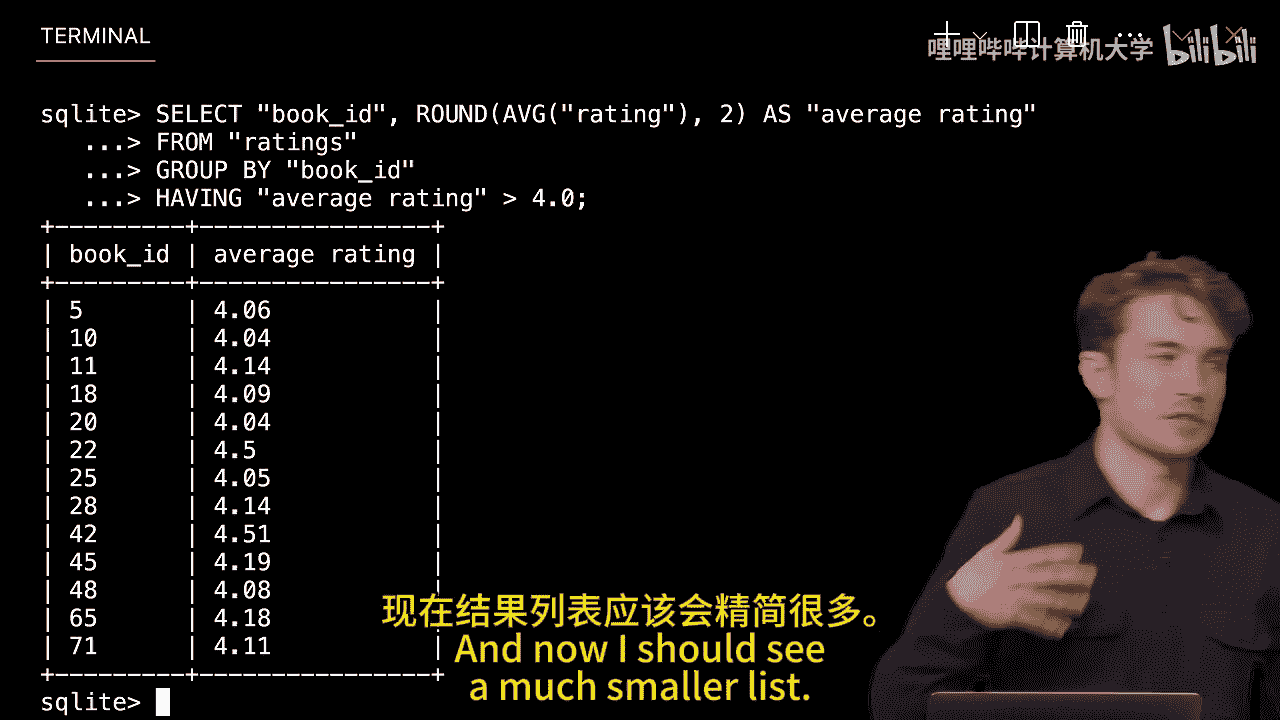 TERMINAL
哩哩哔哔计算机大学 bilibili
sqlite> SELECT "book_id", ROUND(AVG("rating"), 2) AS "average rating"
...> FROM "ratings"
...> GROUP BY "book_id"
...> HAVING "average rating" > 4.0;
+---------+----------------+
| book_id | average rating |
+---------+----------------+
| 5 | 4.06 |
| 10 | 4.04 |
| 11 | 4.14 |
| 18 | 4.09 |
| 20 | 4.04 |
| 22 | 4.5 |
| 25 | 4.05 |
| 28 | 4.14 |
| 42 | 4.51 |
| 45 | 4.19 |
| 48 | 4.08 |
| 65 | 4.18 |
| 71 | 4.11 |
+---------+----------------+
sqlite>
现在结果列表应该会精简很多。
And now I should see
a much smaller list.